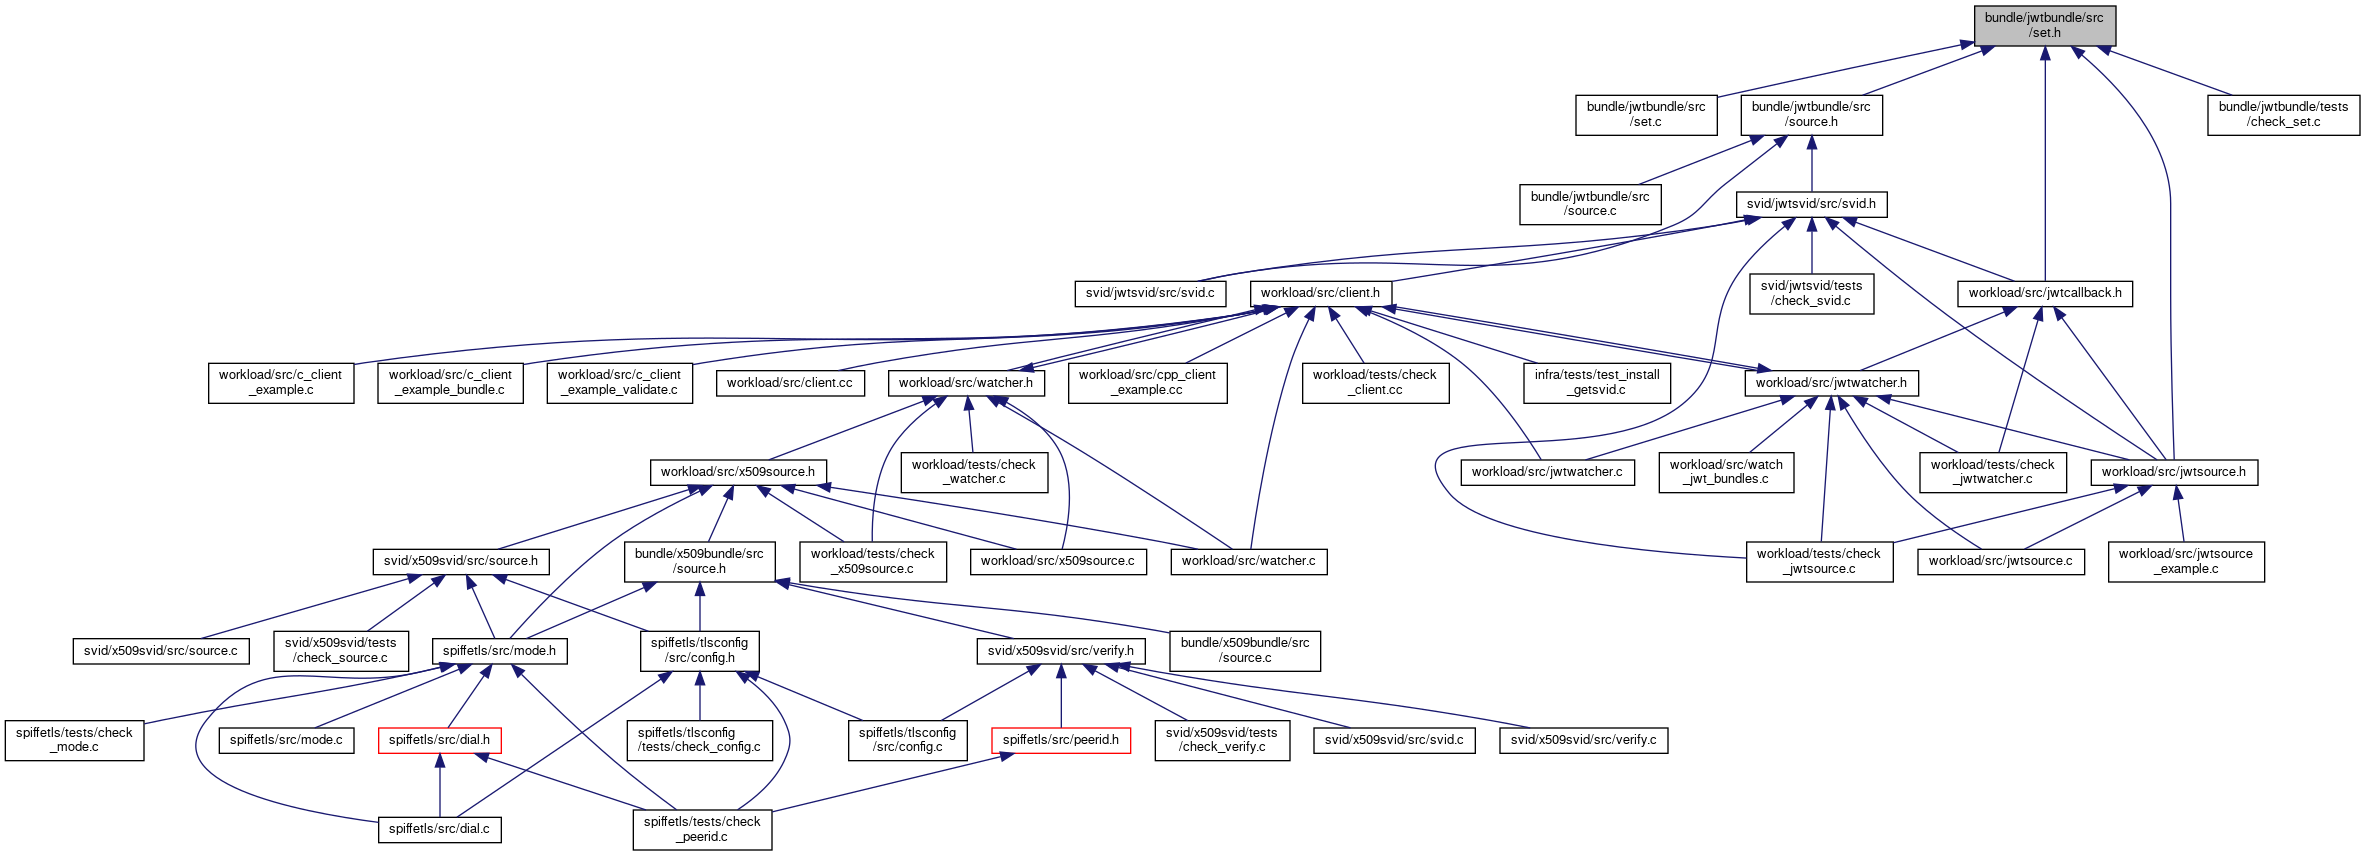 bundle/jwtbundle/src
/set.h
bundle/jwtbundle/src
/set.c
bundle/jwtbundle/src
/source.h
bundle/jwtbundle/tests
/check_set.c
bundle/jwtbundle/src
/source.c
svid/jwtsvid/src/svid.h
svid/jwtsvid/src/svid.c
workload/src/client.h
svid/jwtsvid/tests
/check_svid.c
workload/src/jwtcallback.h
workload/src/c_client
_example.c
workload/src/c_client
_example_bundle.c
workload/src/c_client
_example_validate.c
workload/src/client.cc
workload/src/watcher.h
workload/src/cpp_client
_example.cc
workload/tests/check
_client.cc
infra/tests/test_install
_getsvid.c
workload/src/jwtwatcher.h
workload/src/x509source.h
workload/tests/check
_watcher.c
workload/src/jwtwatcher.c
workload/src/watch
_jwt_bundles.c
workload/tests/check
_jwtwatcher.c
workload/src/jwtsource.h
svid/x509svid/src/source.h
bundle/x509bundle/src
/source.h
workload/tests/check
_x509source.c
workload/src/x509source.c
workload/src/watcher.c
workload/tests/check
_jwtsource.c
workload/src/jwtsource.c
workload/src/jwtsource
_example.c
svid/x509svid/src/source.c
svid/x509svid/tests
/check_source.c
spiffetls/src/mode.h
spiffetls/tlsconfig
/src/config.h
svid/x509svid/src/verify.h
bundle/x509bundle/src
/source.c
spiffetls/tests/check
_mode.c
spiffetls/src/mode.c
spiffetls/src/dial.h
spiffetls/tlsconfig
/tests/check_config.c
spiffetls/tlsconfig
/src/config.c
spiffetls/src/peerid.h
svid/x509svid/tests
/check_verify.c
svid/x509svid/src/svid.c
svid/x509svid/src/verify.c
spiffetls/src/dial.c
spiffetls/tests/check
_peerid.c